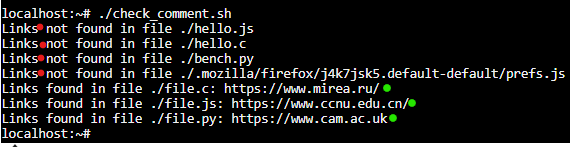 localhost:~# ./check_comment.sh
Links not found in file ./hello.js
Links not found in file ./hello.c
Links not found in file ./bench.py
Links not found in file ./.mozilla/firefox/j4k7jsk5.default-default/prefs.js
Links found in file ./file.c: https://www.mirea.ru/
Links found in file ./file.js: https://www.ccnu.edu.cn/
Links found in file ./file.py: https://www.cam.ac.uk
localhost:~#